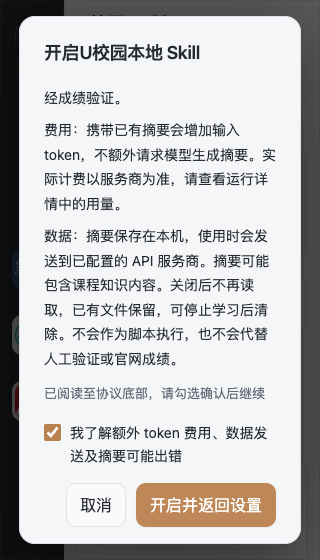 开启U校园本地 Skill
经成绩验证。
费用：携带已有摘要会增加输入
token，不额外请求模型生成摘要。实
际计费以服务商为准，请查看运行详
情中的用量。
数据：摘要保存在本机，使用时会发
送到已配置的 API 服务商。摘要可能
包含课程知识内容。关闭后不再读
取，已有文件保留，可停止学习后清
除。不会作为脚本执行，也不会代替
人工验证或官网成绩。
已阅读至协议底部，请勾选确认后继续
我了解额外 token 费用、数据发
送及摘要可能出错
取消
开启并返回设置